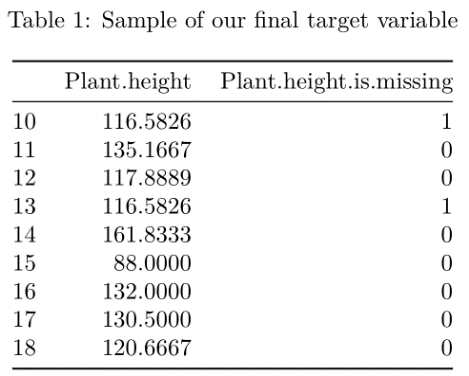 Table 1: Sample of our final target variable
Plant.height Plant.height.is.missing
10 116.5826 1
11 135.1667 0
12 117.8889 0
13 116.5826 1
14 161.8333 0
15 88.0000 0
16 132.0000 0
17 130.5000 0
18 120.6667 0